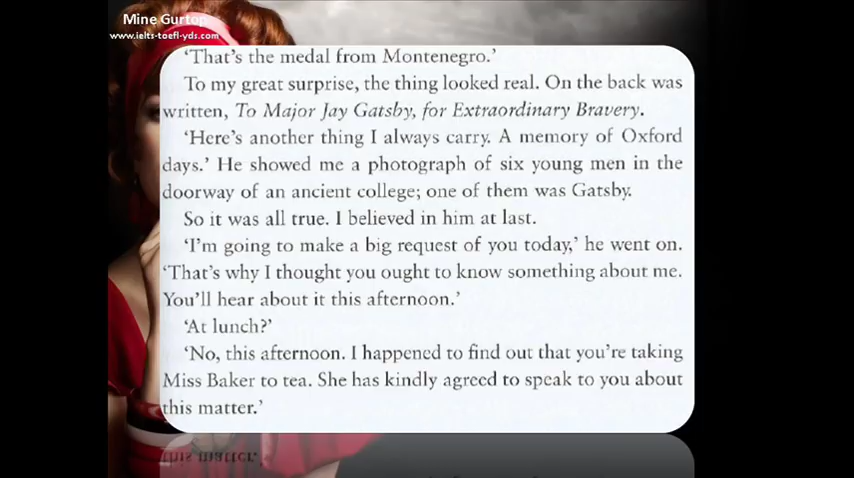 Mine Gurtop
www.ielts-toefl-yds.com
‘That’s the medal from Montenegro.’
To my great surprise, the thing looked real. On the back was
written, To Major Jay Gatsby, for Extraordinary Bravery.
‘Here’s another thing I always carry. A memory of Oxford
days.’ He showed me a photograph of six young men in the
doorway of an ancient college; one of them was Gatsby.
So it was all true. I believed in him at last.
‘I’m going to make a big request of you today,’ he went on.
‘That’s why I thought you ought to know something about me.
You’ll hear about it this afternoon.’
‘At lunch?’
‘No, this afternoon. I happened to find out that you’re taking
Miss Baker to tea. She has kindly agreed to speak to you about
this matter.’